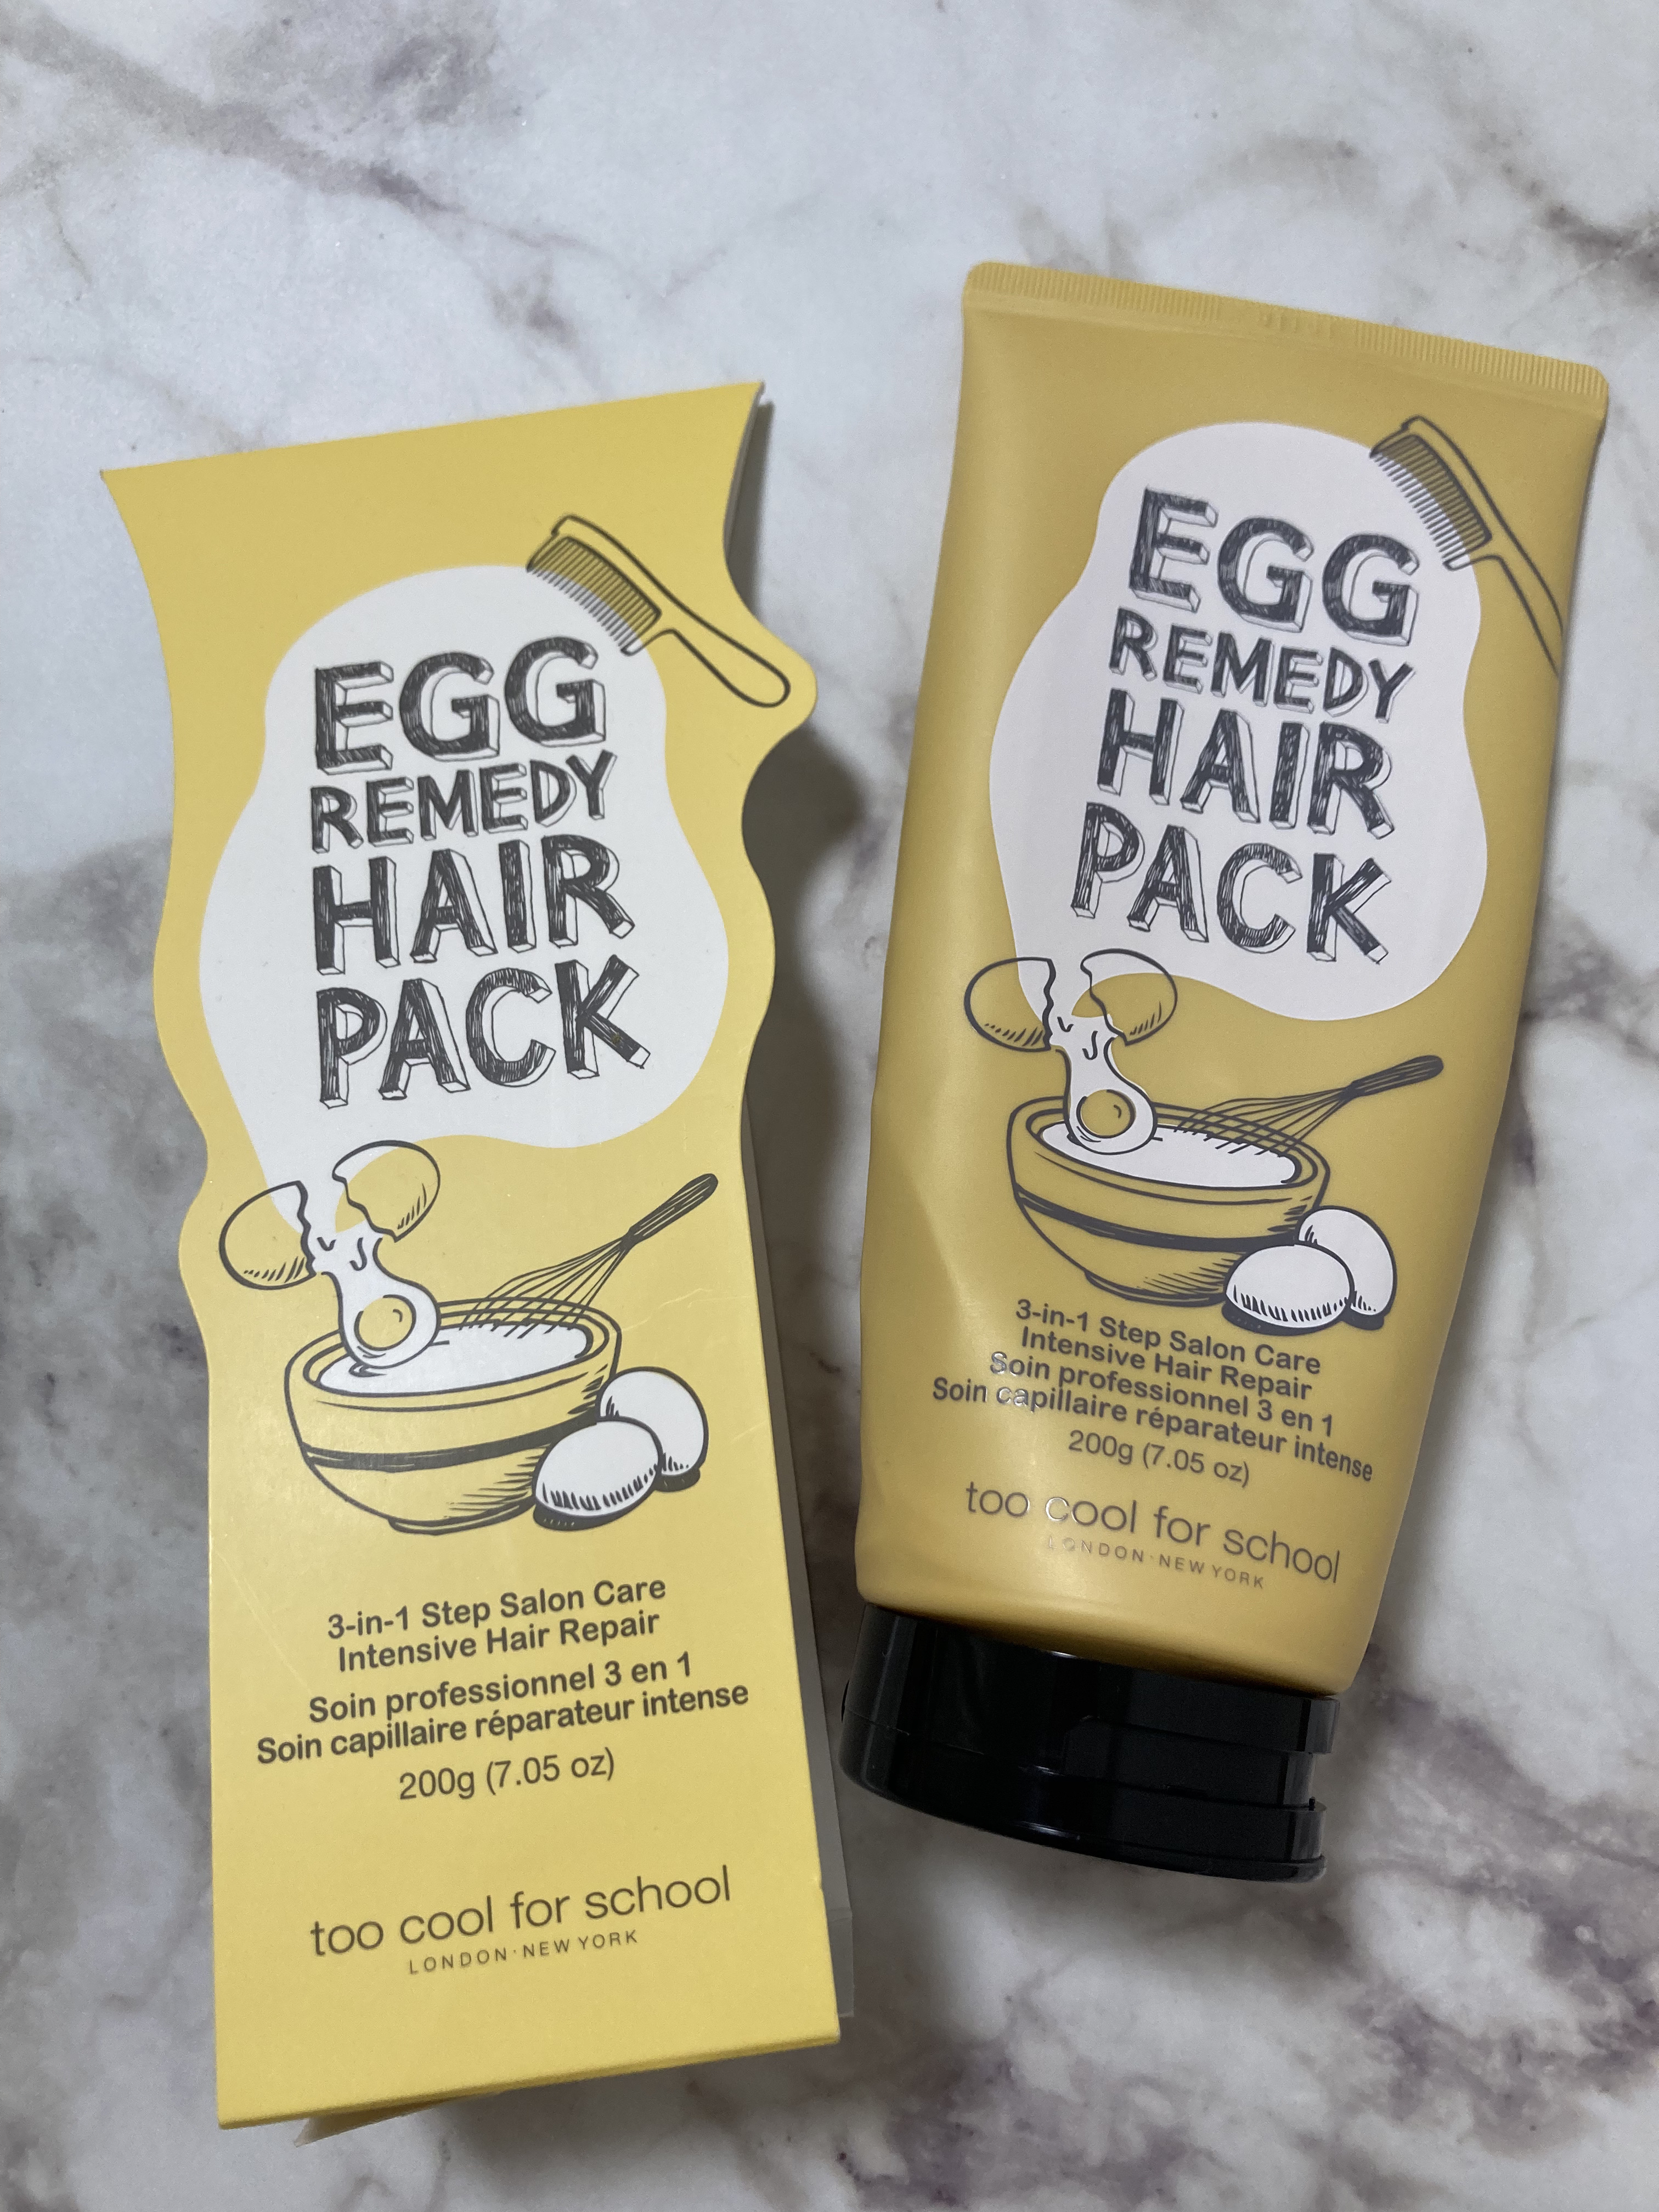 EGG
REMEDY
HAIR
PACK
3-in-1 Step Salon Care
Intensive Hair Repair
Soin professionnel 3 en 1
Soin capillaire réparateur intense
200g (7.05 oz)
too cool for school
LONDON·NEW YORK
EGG
REMEDY
HAIR
PACK
3-in-1 Step Salon Care
Intensive Hair Repair
Soin professionnel 3 en 1
Soin capillaire réparateur intense
200g (7.05 oz)
too cool for school
LONDON·NEW YORK